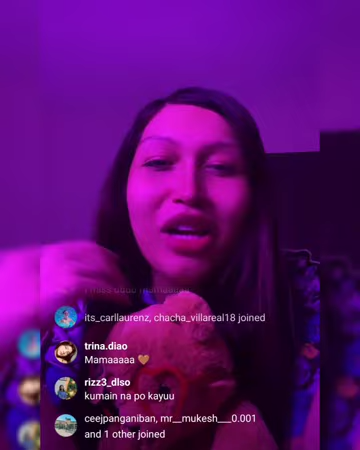 its_carllaurenz, chacha_villareal18 joined
trina.diao
Mamaaaaa 💛
rizz3_dlso
kumain na po kayuu
ceejpanganiban, mr__mukesh___0.001
and 1 other joined